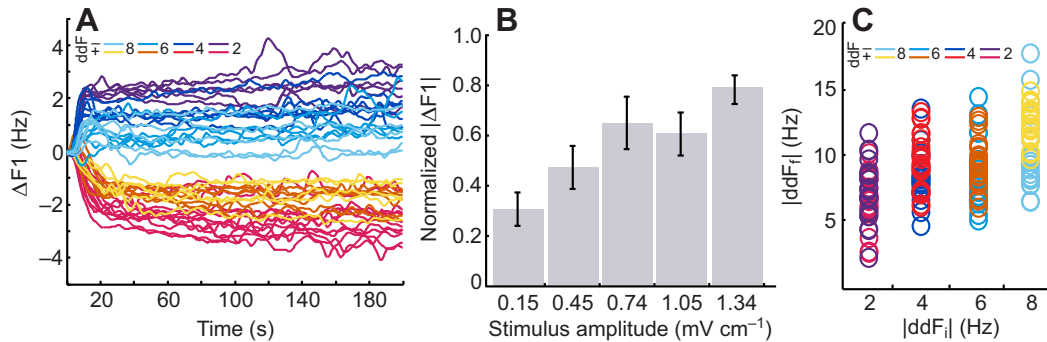 A
ddF
– +
8 6 4 2
ΔF1 (Hz)
4
2
0
–2
–4
20 60 100 140 180
Time (s)
B
Normalized |ΔF1|
1.0
0.8
0.6
0.4
0.2
0
0.15 0.45 0.74 1.05 1.34
Stimulus amplitude (mV cm⁻¹)
C
ddF
– +
8 6 4 2
|ddFf| (Hz)
20
15
10
5
2 4 6 8
|ddFi| (Hz)